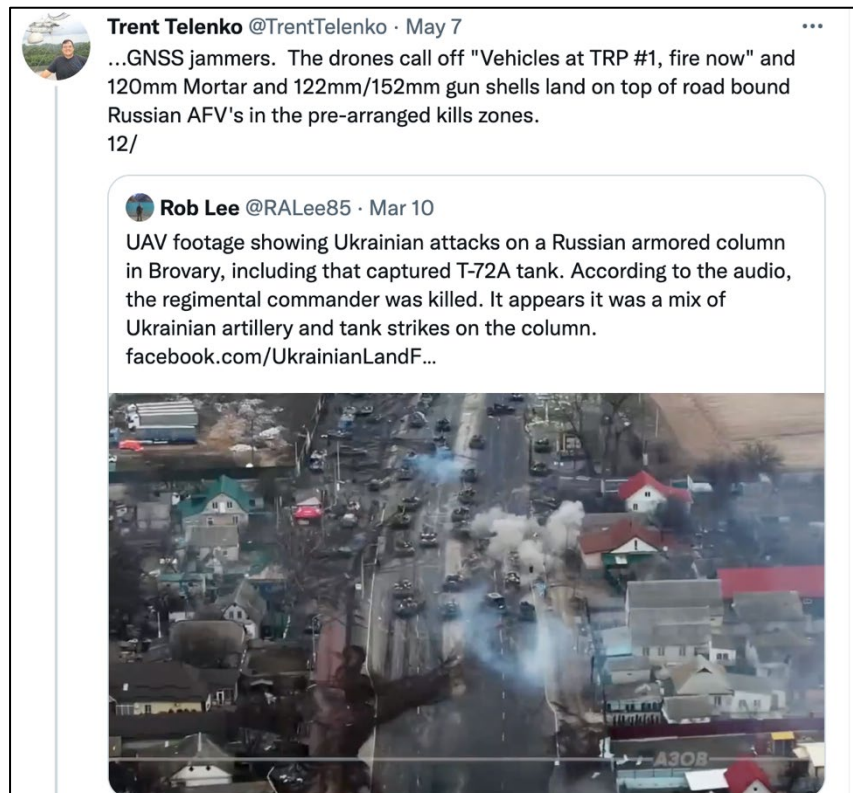 Trent Telenko @TrentTelenko · May 7
...GNSS jammers. The drones call off "Vehicles at TRP #1, fire now" and
120mm Mortar and 122mm/152mm gun shells land on top of road bound
Russian AFV's in the pre-arranged kills zones.
12/
Rob Lee @RALee85 · Mar 10
UAV footage showing Ukrainian attacks on a Russian armored column
in Brovary, including that captured T-72A tank. According to the audio,
the regimental commander was killed. It appears it was a mix of
Ukrainian artillery and tank strikes on the column.
facebook.com/UkrainianLandF...
АЗОВ